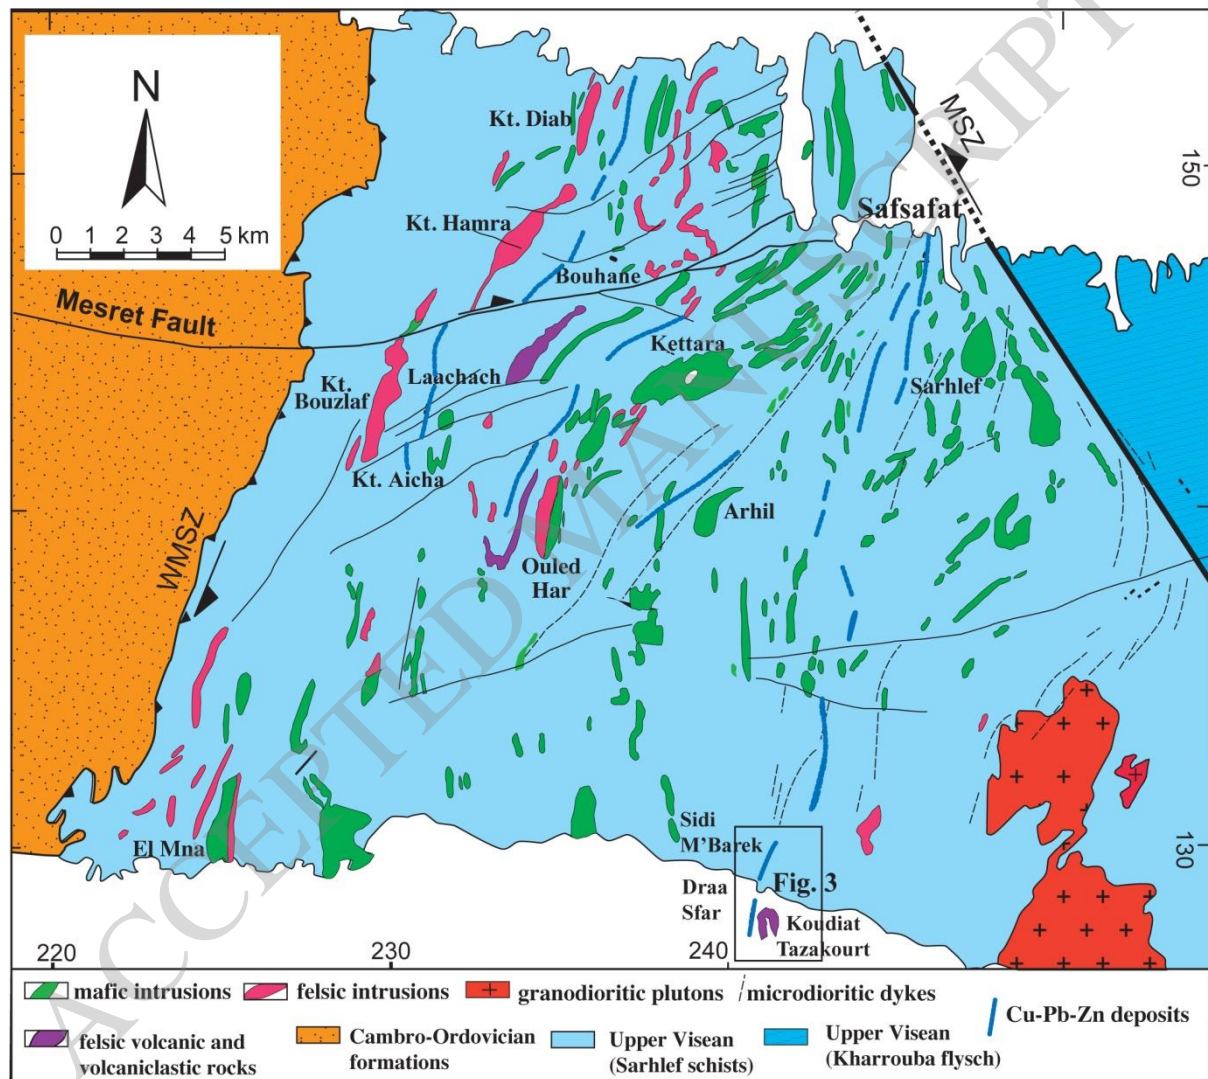 N
0 1 2 3 4 5 km
Kt. Diab
MSZ
150
Safsafat
Kt. Hamra
Bouhane
Mesret Fault
Kettara
Laachach
Kt.
Bouzlaf
Sarhlef
Kt. Aicha
Arhil
Ouled
Har
WMSZ
El Mna
Sidi
M'Barek
130
Draa
Sfar
Fig. 3
Koudiat
Tazakourt
220 230 240
mafic intrusions
felsic intrusions
granodioritic plutons
microdioritic dykes
Cu-Pb-Zn deposits
felsic volcanic and
volcaniclastic rocks
Cambro-Ordovician
formations
Upper Visean
(Sarhlef schists)
Upper Visean
(Kharrouba flysch)
ACCEPTED MANUSCRIPT